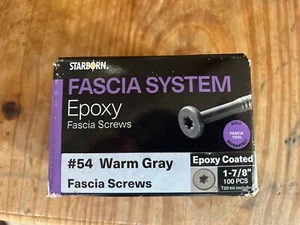 STARBORN
FASCIA SYSTEM
Epoxy
Fascia Screws
FASCIA
TOOL
#54 Warm Gray
Fascia Screws
Epoxy Coated
1-7/8"
100 PCS
T20 bit included